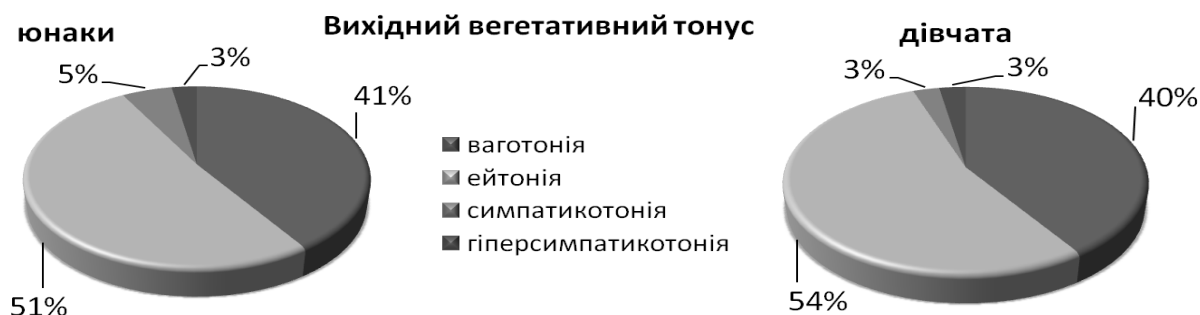 Вихідний вегетативний тонус
юнаки
5%
3%
41%
51%
ваготонія
ейтонія
симпатикотонія
гіперсимпатикотонія
дівчата
3%
3%
40%
54%